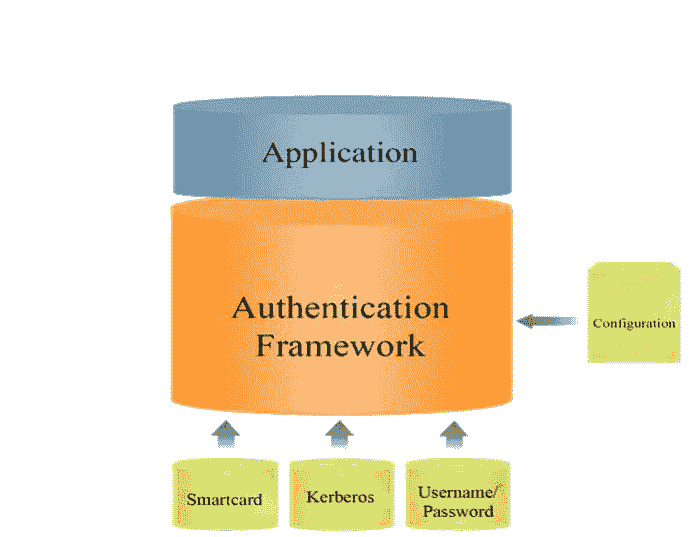 Application
Authentication
Framework
Configuration
Smartcard
Kerberos
Username/
Password